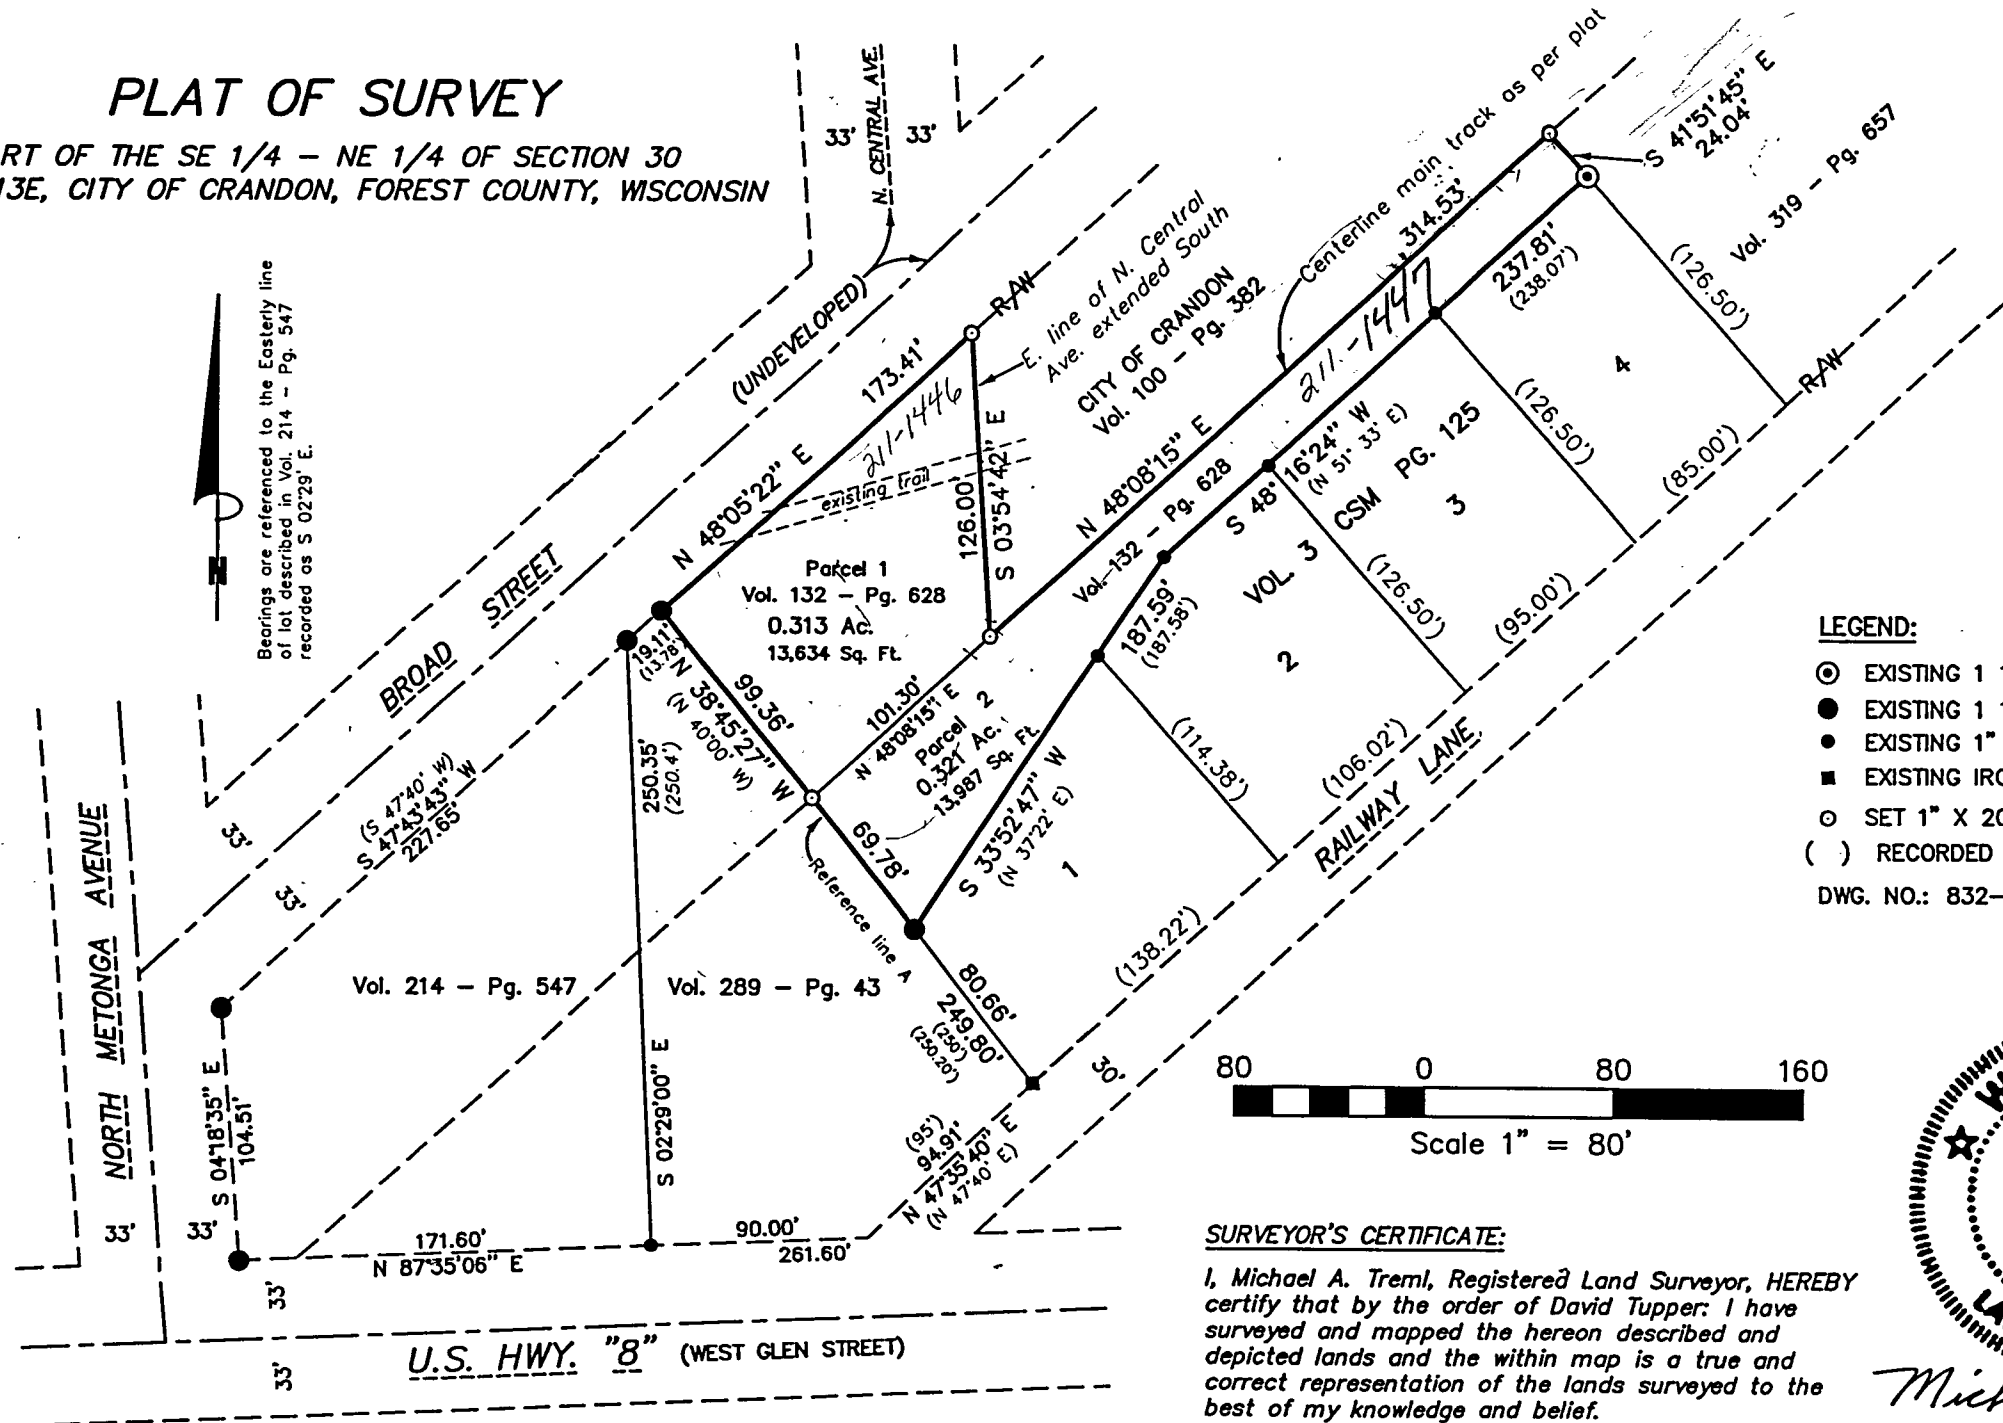 PLAT OF SURVEY
RT OF THE SE 1/4 – NE 1/4 OF SECTION 30
13E, CITY OF CRANDON, FOREST COUNTY, WISCONSIN
Bearings are referenced to the Easterly line
of lot described in Vol. 214 – Pg. 547
recorded as S 02°29' E.
N
33'
33'
N. CENTRAL AVE.
(UNDEVELOPED)
BROAD STREET
R/W
173.41'
N 48°05'22" E
211-1446
existing trail
E. line of N. Central
Ave. extended South
CITY OF CRANDON
Vol. 100 – Pg. 382
126.00'
S 03°54'42" E
Parcel 1
Vol. 132 – Pg. 628
0.313 Ac.
13,634 Sq. Ft.
Centerline main track as per plat
314.53'
N 48°08'15" E
211-1447
S 41°51'45" E
24.04'
Vol. 319 – Pg. 657
237.81'
(238.07')
(126.50')
4
R/W
(126.50')
(85.00')
S 48°16'24" W
(N 51° 33' E)
VOL. 3 CSM PG. 125
3
Vol. 132 – Pg. 628
(126.50')
(95.00')
187.59'
(187.58')
2
19.11'
(13.78')
99.36'
N 38°45'27" W
(N 40°00' W)
101.30'
N 48°08'15" E
Parcel 2
0.321 Ac.
13,987 Sq. Ft.
69.78'
Reference line A
S 33°52'47" W
(N 37°22' E)
1
(114.38')
(106.02')
RAILWAY LANE
(138.22')
250.35'
(250.4')
S 02°29'00" E
(S 47°40' W)
S 47°43'43" W
227.65'
33'
33'
NORTH METONGA AVENUE
S 04°18'35" E
104.51'
33'
33'
Vol. 214 – Pg. 547
Vol. 289 – Pg. 43
80.66'
249.80'
(250')
(250.20')
30'
(95')
94.91'
N 47°35'40" E
(N 47°40' E)
171.60'
N 87°35'06" E
90.00'
261.60'
33'
33'
U.S. HWY. "8" (WEST GLEN STREET)
LEGEND:
EXISTING 1
EXISTING 1
EXISTING 1"
EXISTING IRO
SET 1" X 20
( ) RECORDED
DWG. NO.: 832–
80 0 80 160
Scale 1" = 80'
SURVEYOR'S CERTIFICATE:
I, Michael A. Treml, Registered Land Surveyor, HEREBY
certify that by the order of David Tupper: I have
surveyed and mapped the hereon described and
depicted lands and the within map is a true and
correct representation of the lands surveyed to the
best of my knowledge and belief.
Mich